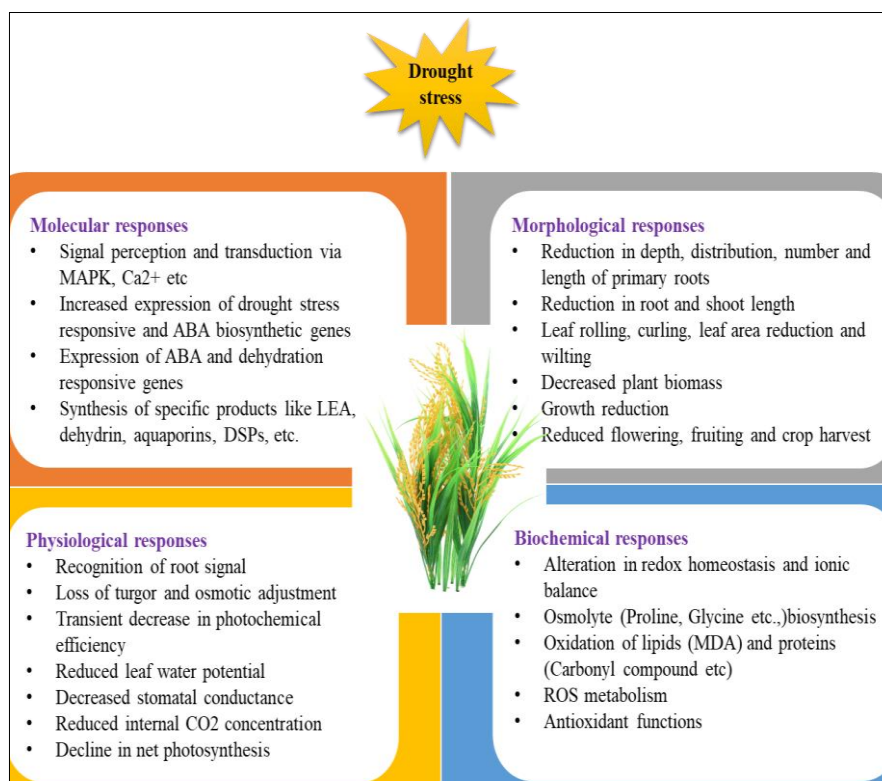 Drought
stress
Molecular responses
• Signal perception and transduction via
MAPK, Ca2+ etc
• Increased expression of drought stress
responsive and ABA biosynthetic genes
• Expression of ABA and dehydration
responsive genes
• Synthesis of specific products like LEA,
dehydrin, aquaporins, DSPs, etc.
Morphological responses
• Reduction in depth, distribution, number and
length of primary roots
• Reduction in root and shoot length
• Leaf rolling, curling, leaf area reduction and
wilting
• Decreased plant biomass
• Growth reduction
• Reduced flowering, fruiting and crop harvest
Physiological responses
• Recognition of root signal
• Loss of turgor and osmotic adjustment
• Transient decrease in photochemical
efficiency
• Reduced leaf water potential
• Decreased stomatal conductance
• Reduced internal CO2 concentration
• Decline in net photosynthesis
Biochemical responses
• Alteration in redox homeostasis and ionic
balance
• Osmolyte (Proline, Glycine etc.,)biosynthesis
• Oxidation of lipids (MDA) and proteins
(Carbonyl compound etc)
• ROS metabolism
• Antioxidant functions